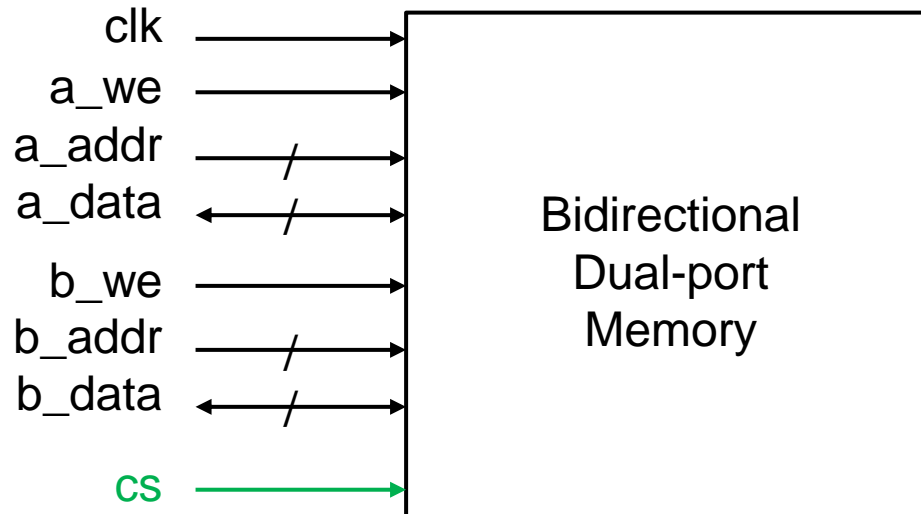 clk
a_we
a_addr
a_data
b_we
b_addr
b_data
cs
Bidirectional
Dual-port
Memory